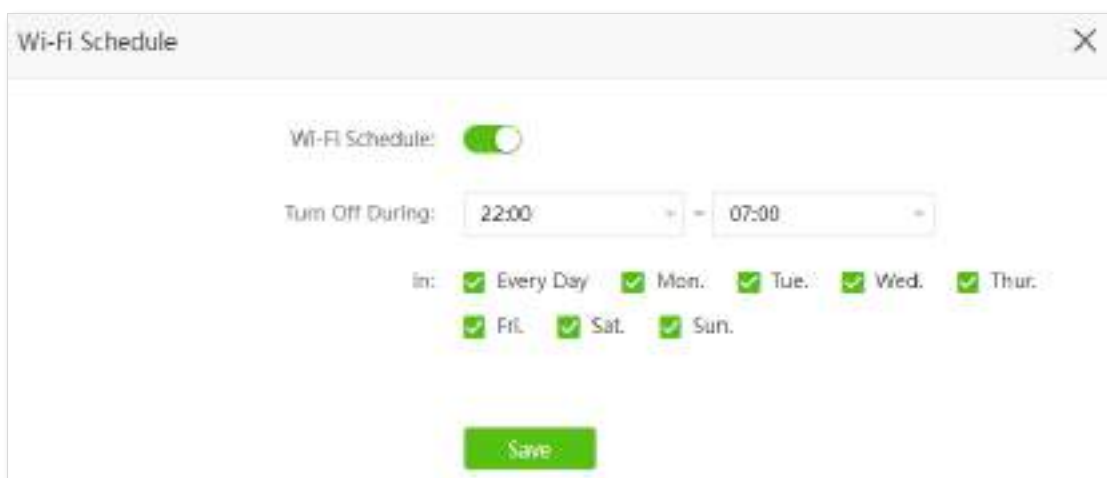 Wi-Fi Schedule
Wi-Fi Schedule:
Turn Off During: 22:00 - 07:00
In: Every Day Mon. Tue. Wed. Thur.
Fri. Sat. Sun.
Save